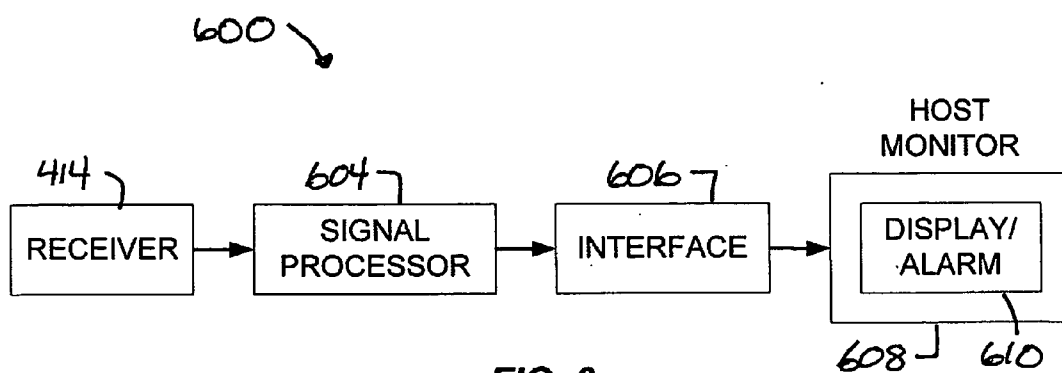 600
HOST
MONITOR
414
604
606
RECEIVER
SIGNAL
PROCESSOR
INTERFACE
DISPLAY/
ALARM
608
610